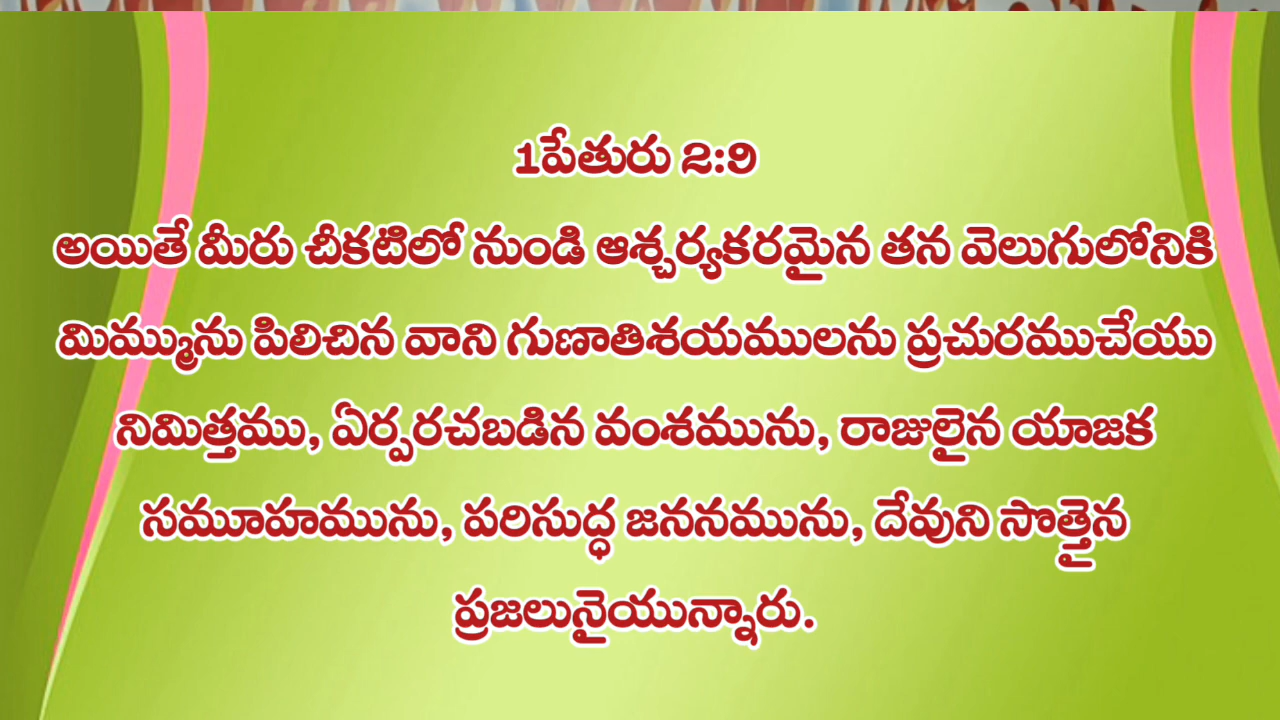 1పేతురు 2:9
అయితే మీరు చీకటిలో నుండి ఆశ్చర్యకరమైన తన వెలుగులోనికి
మిమ్మును పిలిచిన వాని గుణాతిశయములను ప్రచురముచేయు
నిమిత్తము, ఏర్పరచబడిన వంశమును, రాజులైన యాజక
సమూహమును, పరిసుద్ధ జననమును, దేవుని సొత్తైన
ప్రజలునైయున్నారు.